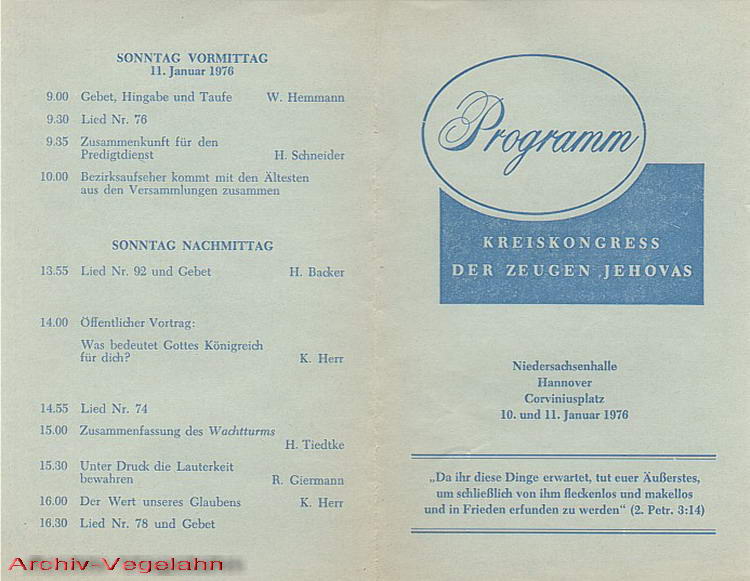 SONNTAG VORMITTAG
11. Januar 1976
9.00 Gebet, Hingabe und Taufe W. Hemmann
9.30 Lied Nr. 76
9.35 Zusammenkunft für den
Predigtdienst H. Schneider
10.00 Bezirksaufseher kommt mit den Ältesten
aus den Versammlungen zusammen
SONNTAG NACHMITTAG
13.55 Lied Nr. 92 und Gebet H. Backer
14.00 Öffentlicher Vortrag:
Was bedeutet Gottes Königreich
für dich? K. Herr
14.55 Lied Nr. 74
15.00 Zusammenfassung des Wachtturms
H. Tiedtke
15.30 Unter Druck die Lauterkeit
bewahren R. Giermann
16.00 Der Wert unseres Glaubens K. Herr
16.30 Lied Nr. 78 und Gebet
Archiv-Vegelahn
Programm
KREISKONGRESS
DER ZEUGEN JEHOVAS
Niedersachsenhalle
Hannover
Corviniusplatz
10. und 11. Januar 1976
„Da ihr diese Dinge erwartet, tut euer Äußerstes,
um schließlich von ihm fleckenlos und makellos
und in Frieden erfunden zu werden“ (2. Petr. 3:14)